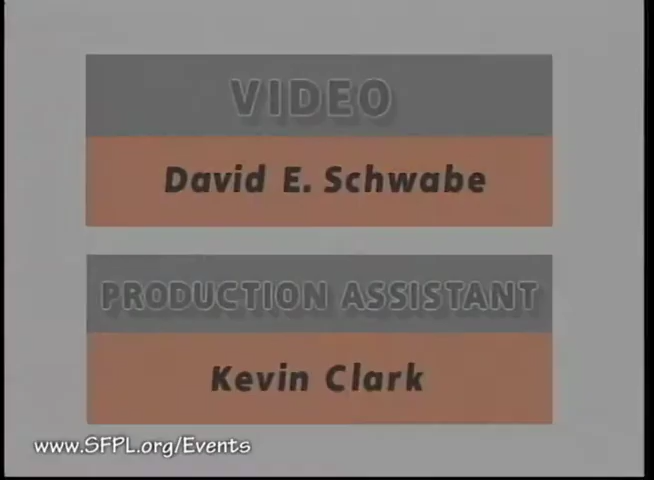 VIDEO
David E. Schwabe
PRODUCTION ASSISTANT
Kevin Clark
www.SFPL.org/Events